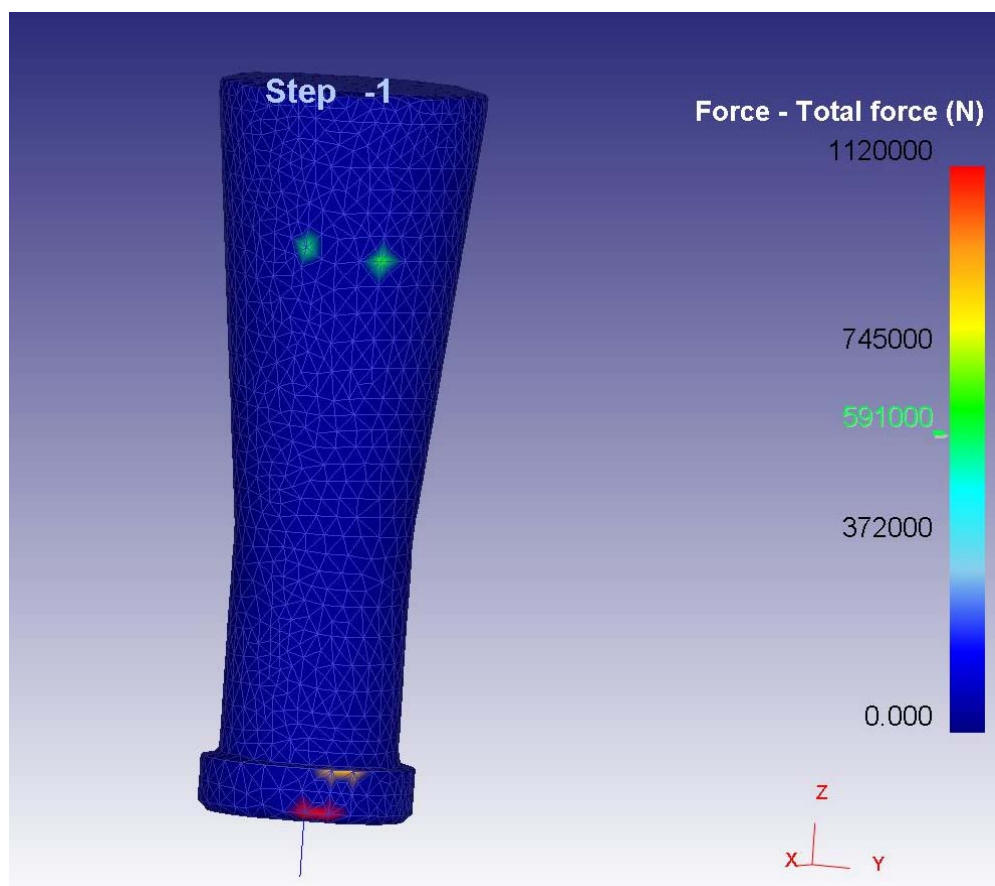 Step -1
Force - Total force (N)
1120000
745000
591000
372000
0.000
Z
X
Y